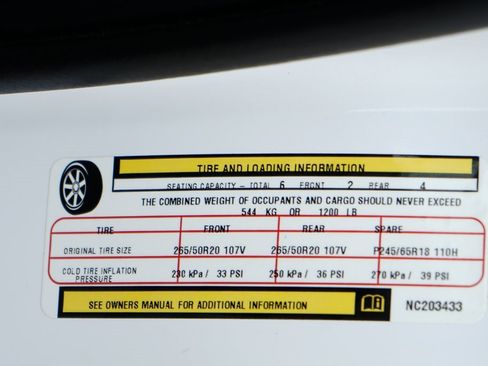 TIRE AND LOADING INFORMATION
SEATING CAPACITY - TOTAL 6 FRONT 2 REAR 4
THE COMBINED WEIGHT OF OCCUPANTS AND CARGO SHOULD NEVER EXCEED
544 KG OR 1200 LB
TIRE FRONT REAR SPARE
ORIGINAL TIRE SIZE 265/50R20 107V 265/50R20 107V P245/65R18 110H
COLD TIRE INFLATION PRESSURE 230 kPa / 33 PSI 250 kPa / 36 PSI 270 kPa / 39 PSI
SEE OWNERS MANUAL FOR ADDITIONAL INFORMATION NC203433